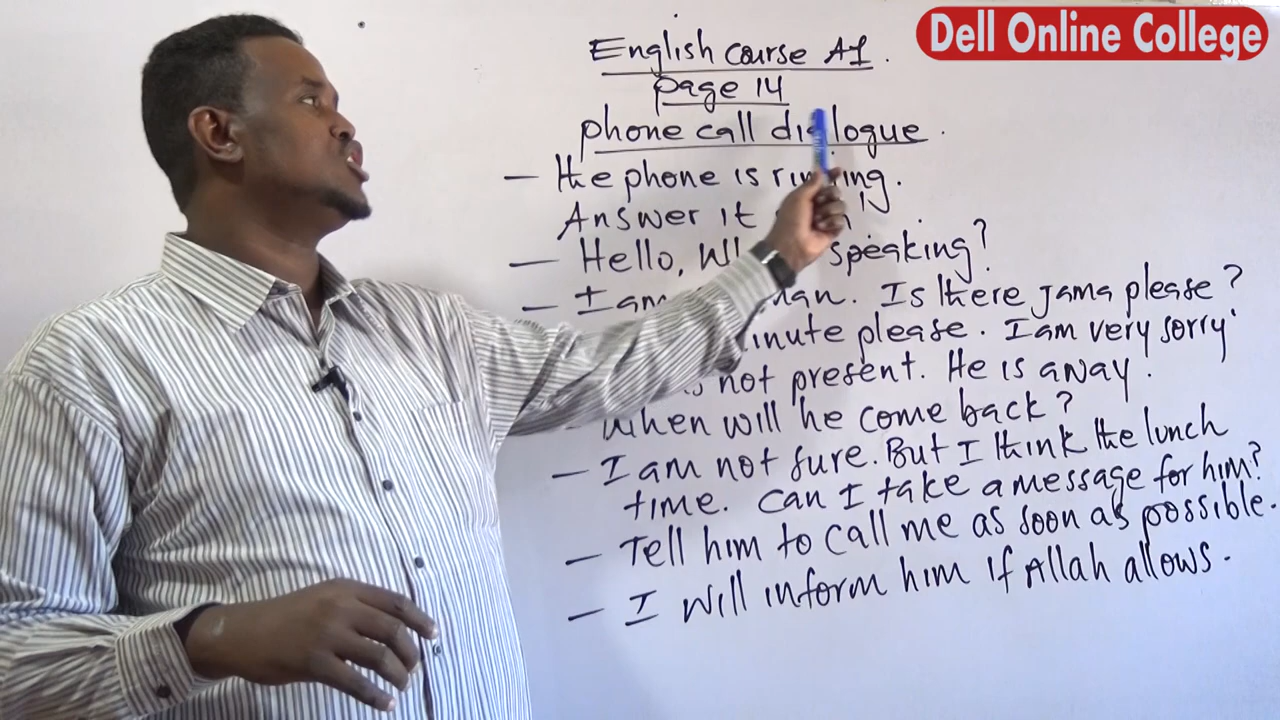 Dell Online College
English course A1.
page 14
phone call dialogue.
— the phone is ringing.
Answer it
— Hello, speaking?
— I am man. Is there jama please?
minute please. I am very sorry
not present. He is away.
- When will he come back?
— I am not sure. But I think the lunch
time. Can I take a message for him?
— Tell him to call me as soon as possible.
— I will inform him if Allah allows.